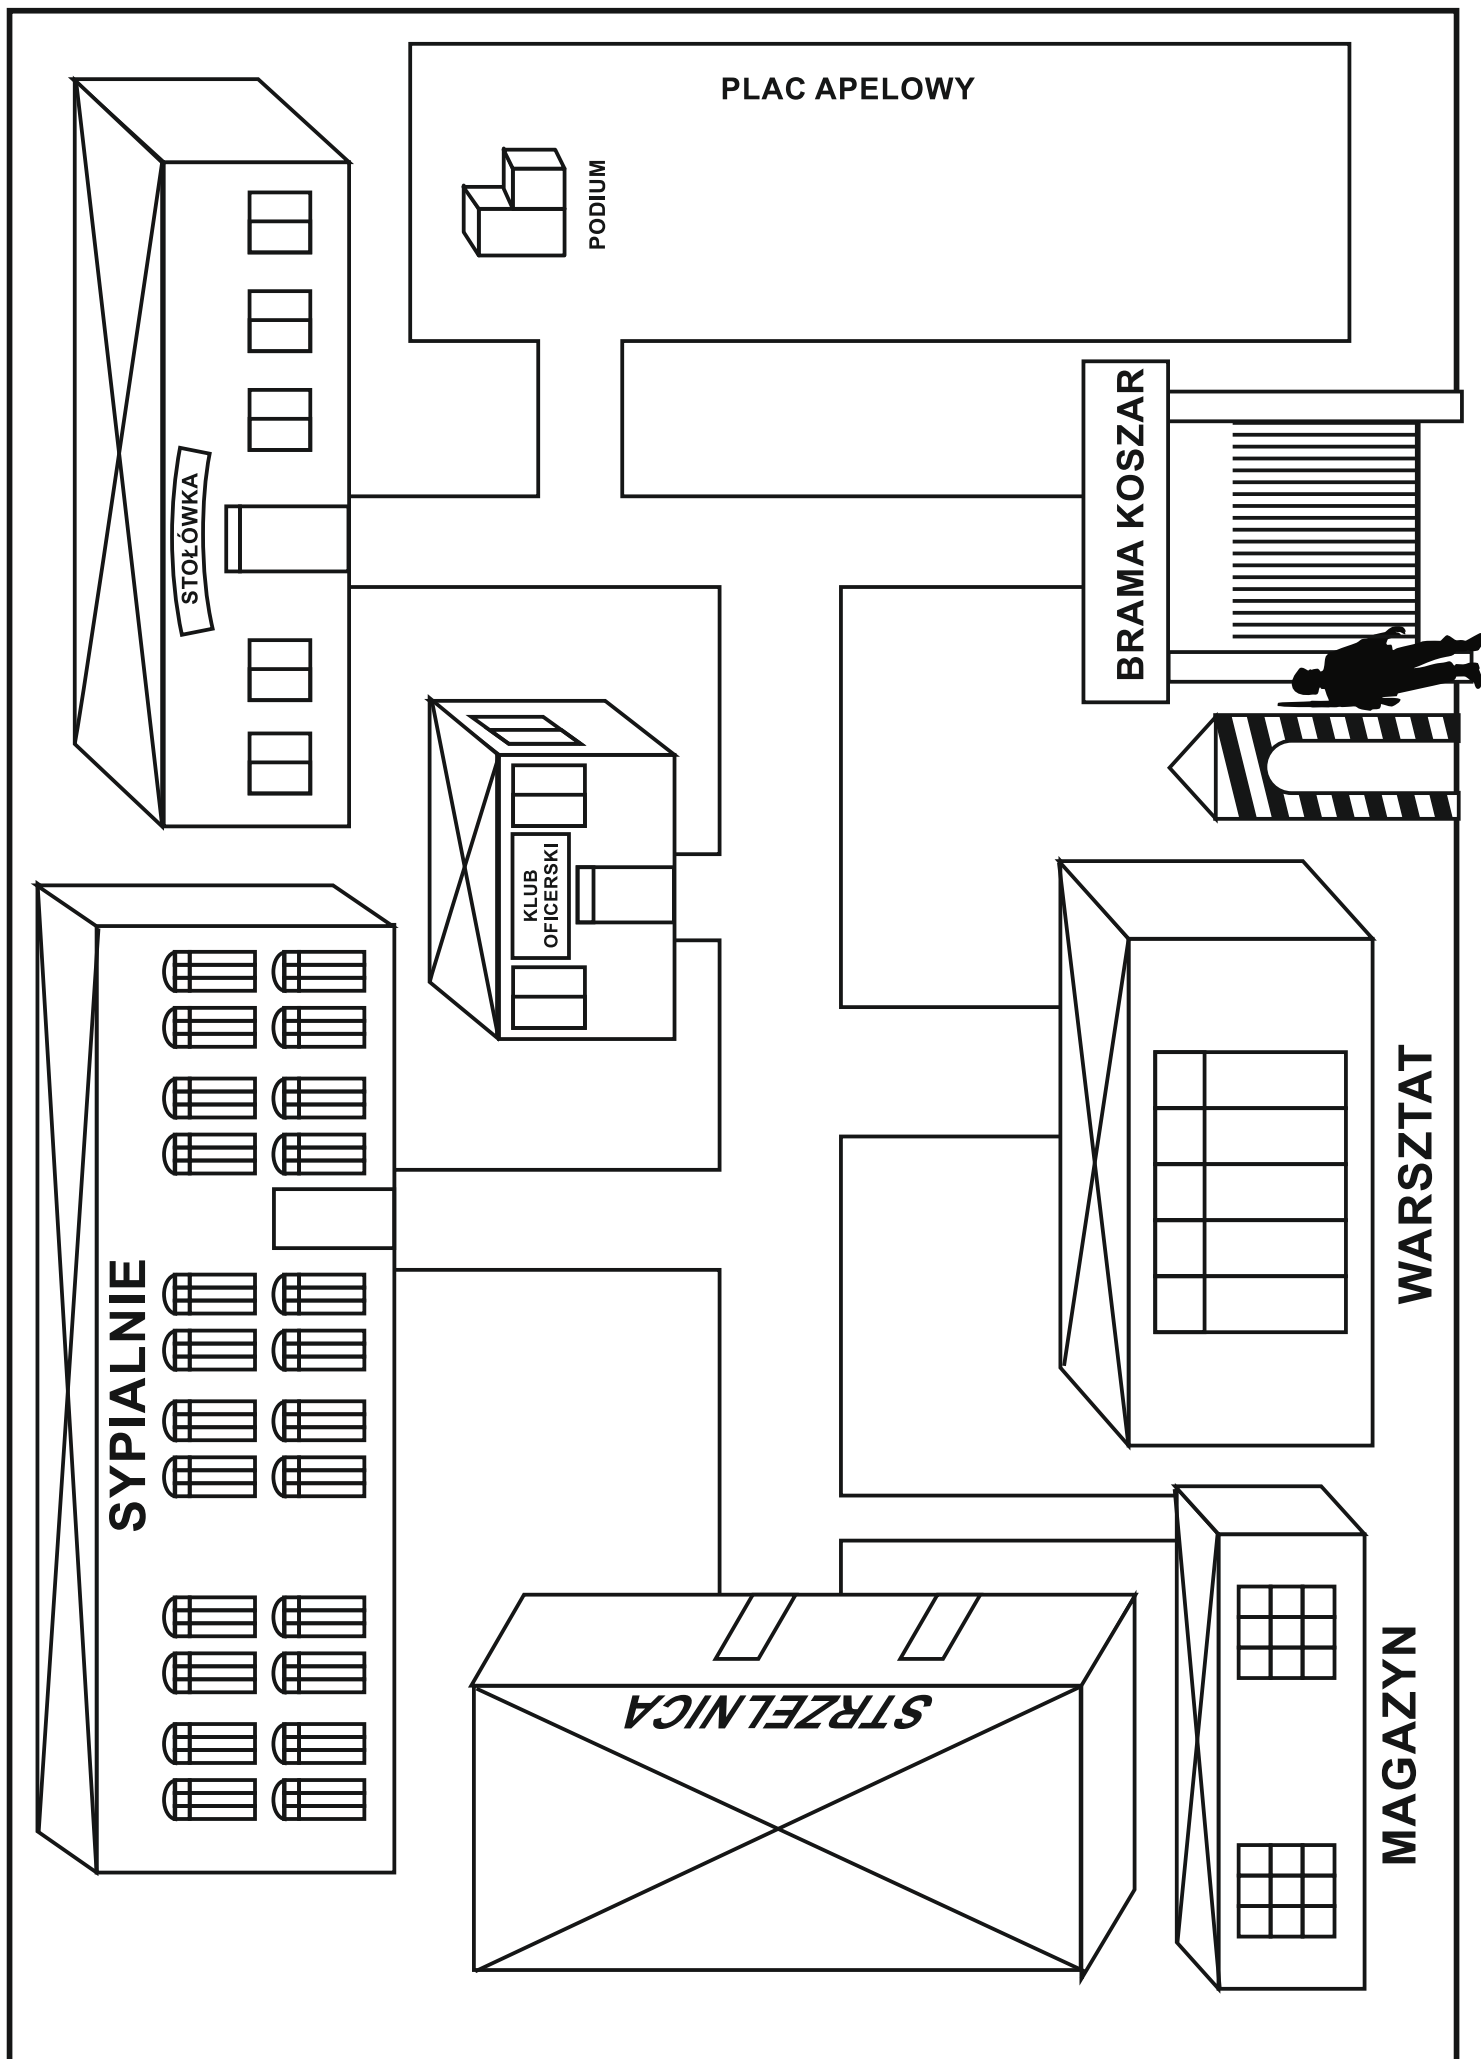 PLAC APELOWY
PODIUM
STOŁÓWKA
BRAMA KOSZAR
KLUB
OFICERSKI
SYPIALNIE
WARSZTAT
STRZELNICA
MAGAZYN